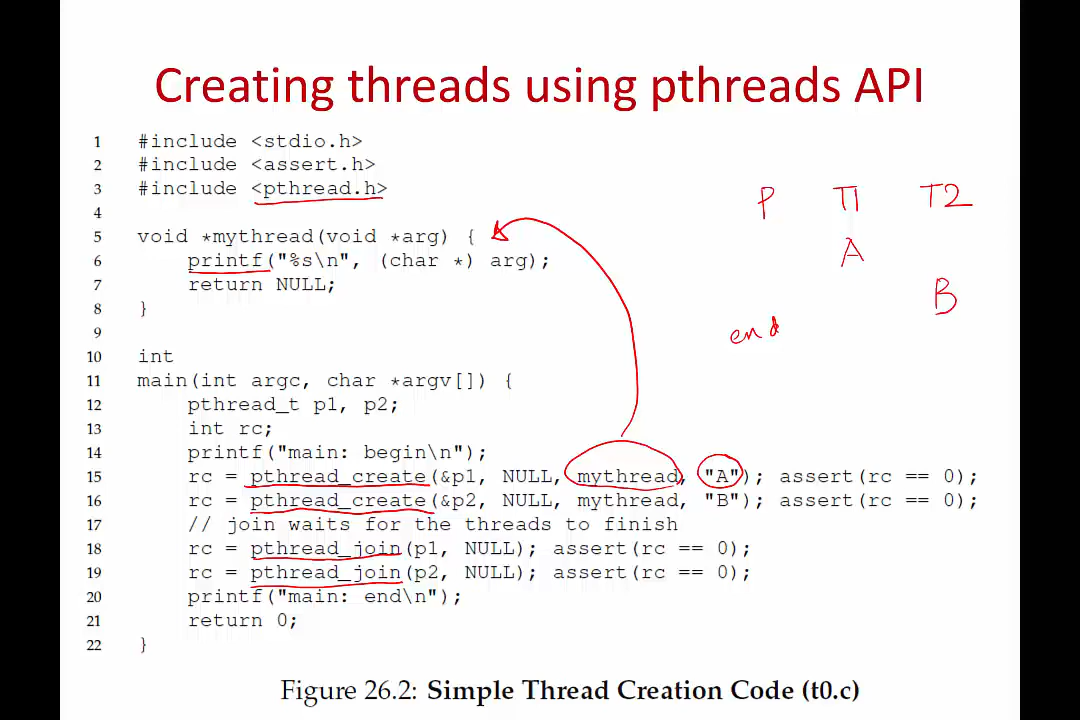 Creating threads using pthreads API
1 #include <stdio.h>
2 #include <assert.h>
3 #include <pthread.h>
4
5 void *mythread(void *arg) {
6 printf("%s\n", (char *) arg);
7 return NULL;
8 }
9
10 int
11 main(int argc, char *argv[]) {
12 pthread_t p1, p2;
13 int rc;
14 printf("main: begin\n");
15 rc = pthread_create(&p1, NULL, mythread, "A"); assert(rc == 0);
16 rc = pthread_create(&p2, NULL, mythread, "B"); assert(rc == 0);
17 // join waits for the threads to finish
18 rc = pthread_join(p1, NULL); assert(rc == 0);
19 rc = pthread_join(p2, NULL); assert(rc == 0);
20 printf("main: end\n");
21 return 0;
22 }
P T1 T2
A
B
end
Figure 26.2: Simple Thread Creation Code (t0.c)